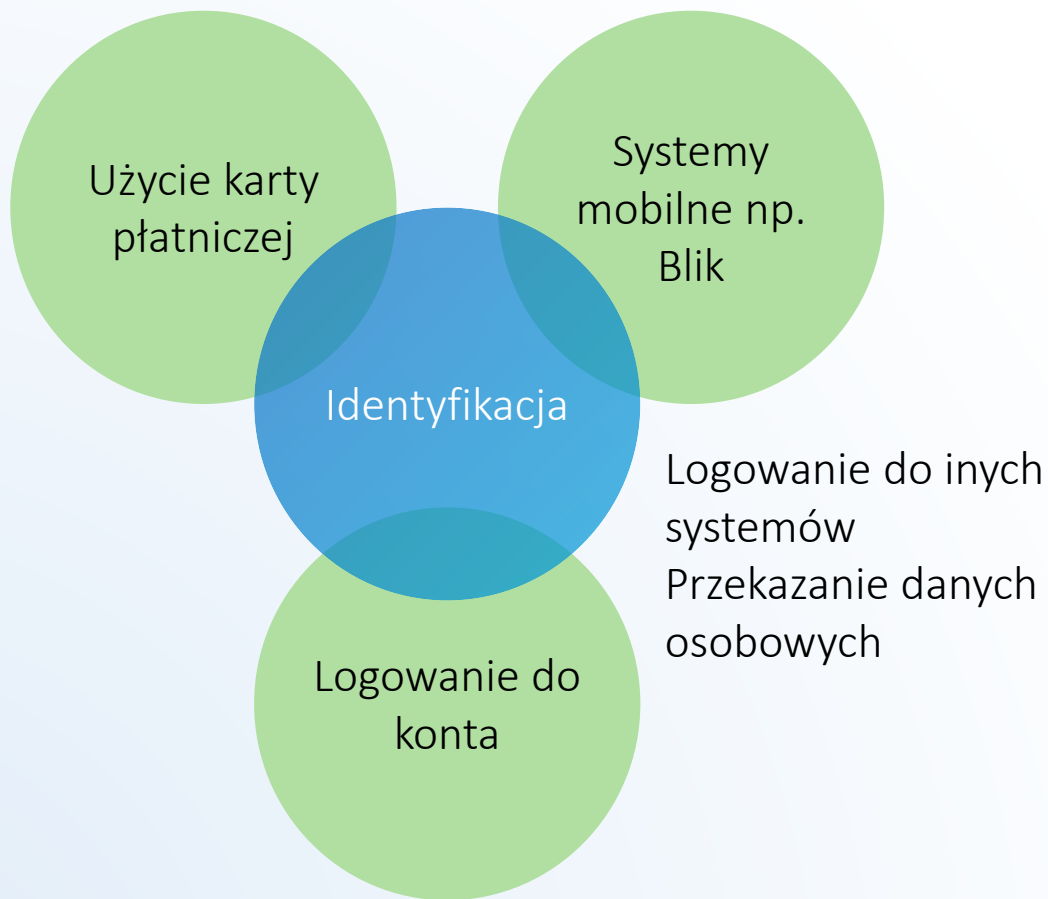 Użycie karty
płatniczej
Systemy
mobilne np.
Blik
Identyfikacja
Logowanie do inych
systemów
Przekazanie danych
osobowych
Logowanie do
konta